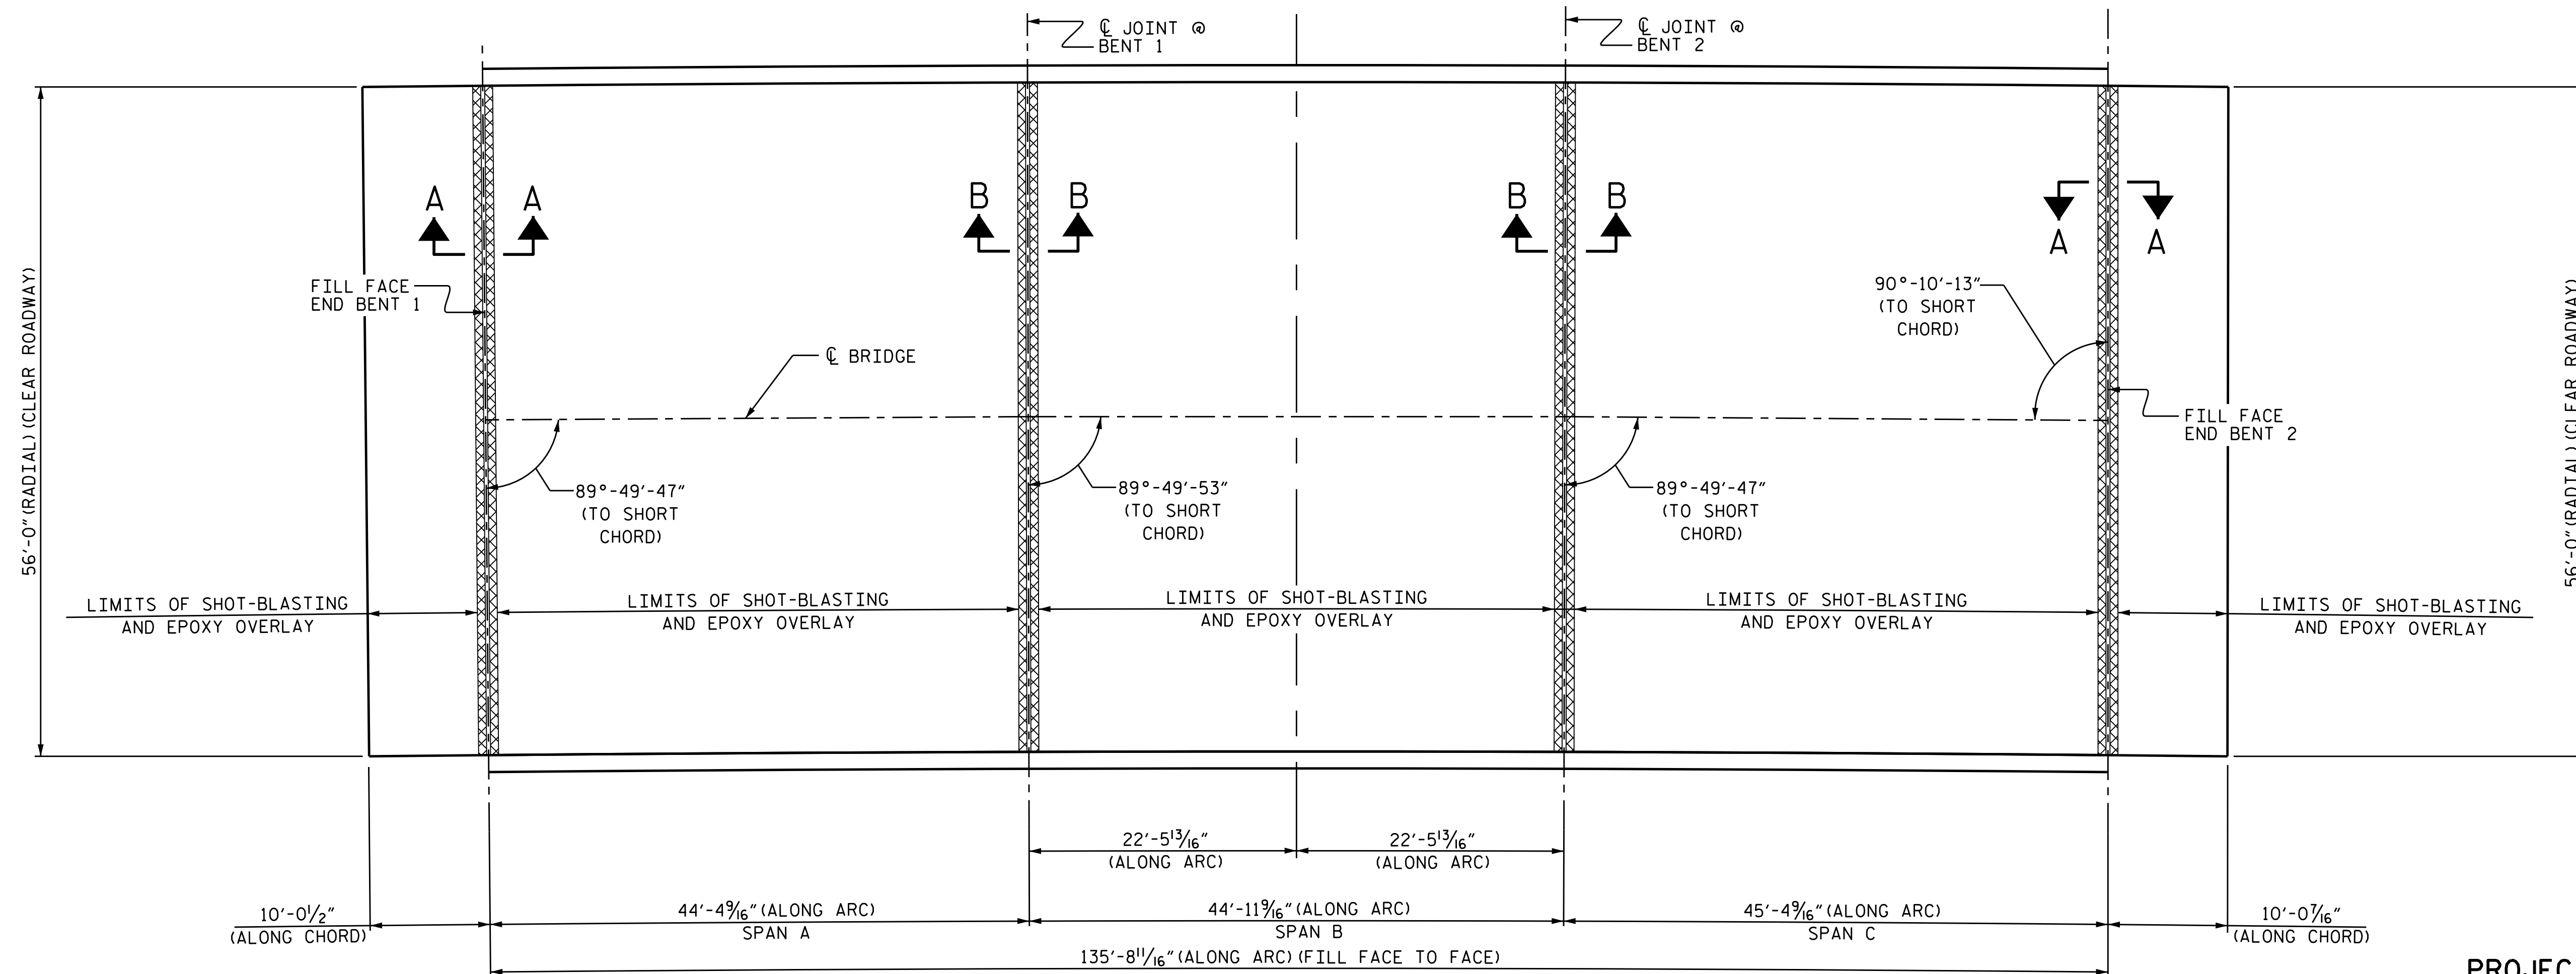 ℄ JOINT @
BENT 1
℄ JOINT @
BENT 2
A
A
B
B
B
B
A
A
FILL FACE
END BENT 1
90°-10′-13″
(TO SHORT
CHORD)
℄ BRIDGE
FILL FACE
END BENT 2
56′-0″ (RADIAL) (CLEAR ROADWAY)
56′-0″ (RADIAL) (CLEAR ROADWAY)
89°-49′-47″
(TO SHORT
CHORD)
89°-49′-53″
(TO SHORT
CHORD)
89°-49′-47″
(TO SHORT
CHORD)
LIMITS OF SHOT-BLASTING
AND EPOXY OVERLAY
LIMITS OF SHOT-BLASTING
AND EPOXY OVERLAY
LIMITS OF SHOT-BLASTING
AND EPOXY OVERLAY
LIMITS OF SHOT-BLASTING
AND EPOXY OVERLAY
LIMITS OF SHOT-BLASTING
AND EPOXY OVERLAY
22′-5 13/16″
(ALONG ARC)
22′-5 13/16″
(ALONG ARC)
10′-0 1/2″
(ALONG CHORD)
44′-4 9/16″ (ALONG ARC)
SPAN A
44′-11 9/16″ (ALONG ARC)
SPAN B
45′-4 9/16″ (ALONG ARC)
SPAN C
10′-0 7/16″
(ALONG CHORD)
135′-8 11/16″ (ALONG ARC) (FILL FACE TO FACE)